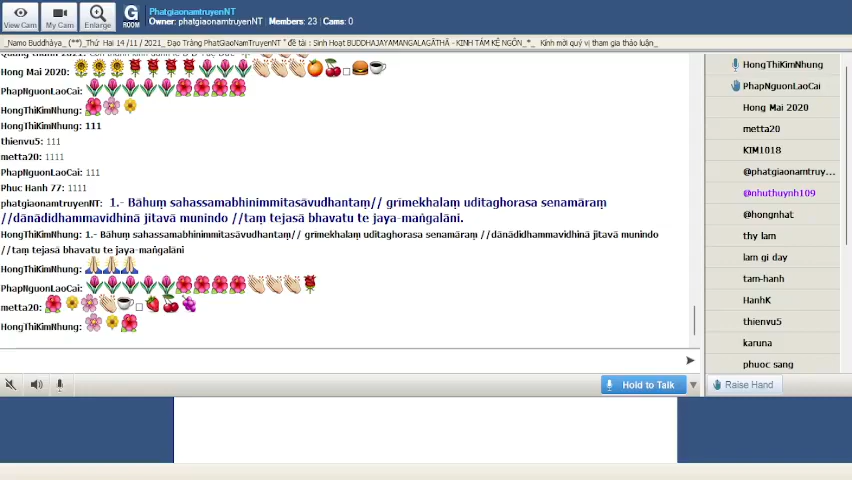 View Cam
My Cam
Enlarge
G
ROOM
PhatgiaonamtruyenNT
Owner: phatgiaonamtruyenNT Members: 23 Cams: 0
_Namo Buddhāya_ (**)_Thứ Hai 14 /11 / 2021_ Đạo Tràng PhatGiaoNamTruyenNT " đề tài : Sinh Hoạt BUDDHAJAYAMANGALAGĀTHĀ - KINH TÁM KỆ NGÔN_*_ Kính mời quý vị tham gia thảo luận_
Hong Mai 2020:
PhapNguonLaoCai:
HongThiKimNhung:
HongThiKimNhung: 111
thienvu5: 111
metta20: 1111
PhapNguonLaoCai: 111
Phuc Hanh 77: 1111
phatgiaonamtruyenNT: 1.- Bāhuṃ sahassamabhinimmitasāvudhantaṃ// grīmekhalaṃ uditaghorasa senamāraṃ
//dānādidhammavidhinā jitavā munindo //taṃ tejasā bhavatu te jaya-maṅgalāni.
HongThiKimNhung: 1.- Bāhuṃ sahassamabhinimmitasāvudhantaṃ// grīmekhalaṃ uditaghorasa senamāraṃ //dānādidhammavidhinā jitavā munindo
//taṃ tejasā bhavatu te jaya-maṅgalāni
HongThiKimNhung:
PhapNguonLaoCai:
metta20:
HongThiKimNhung:
Hold to Talk
HongThiKimNhung
PhapNguonLaoCai
Hong Mai 2020
metta20
KIM1018
@phatgiaonamtruy...
@nhuthuynh109
@hongnhat
thy lam
lam gi day
tam-hanh
HanhK
thienvu5
karuna
phuoc sang
Raise Hand